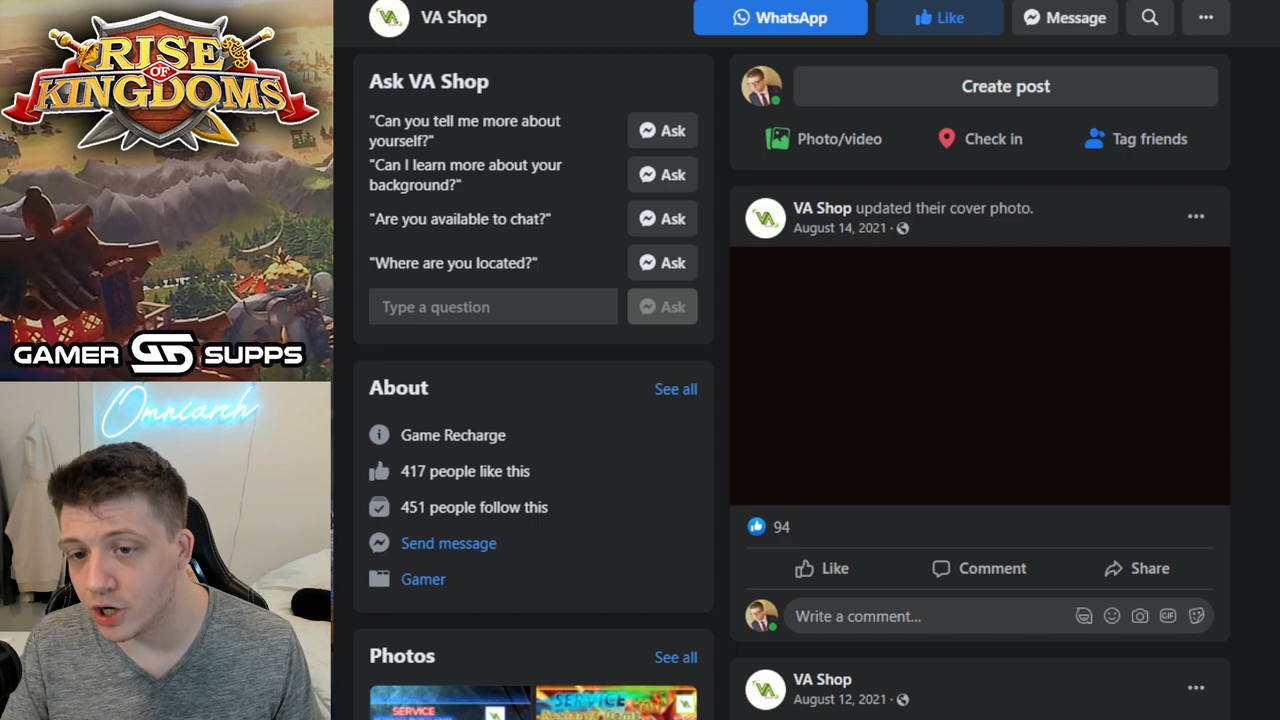 RISE
OF
KINGDOMS
GAMER SUPPS
Omniarch
VA Shop
WhatsApp
Like
Message
Ask VA Shop
"Can you tell me more about
yourself?"
Ask
"Can I learn more about your
background?"
Ask
"Are you available to chat?"
Ask
"Where are you located?"
Ask
Type a question
Ask
About
See all
Game Recharge
417 people like this
451 people follow this
Send message
Gamer
Photos
See all
SERVICE
SERVICE
Create post
Photo/video
Check in
Tag friends
VA Shop updated their cover photo.
August 14, 2021 ·
94
Like
Comment
Share
Write a comment...
GIF
VA Shop
August 12, 2021 ·